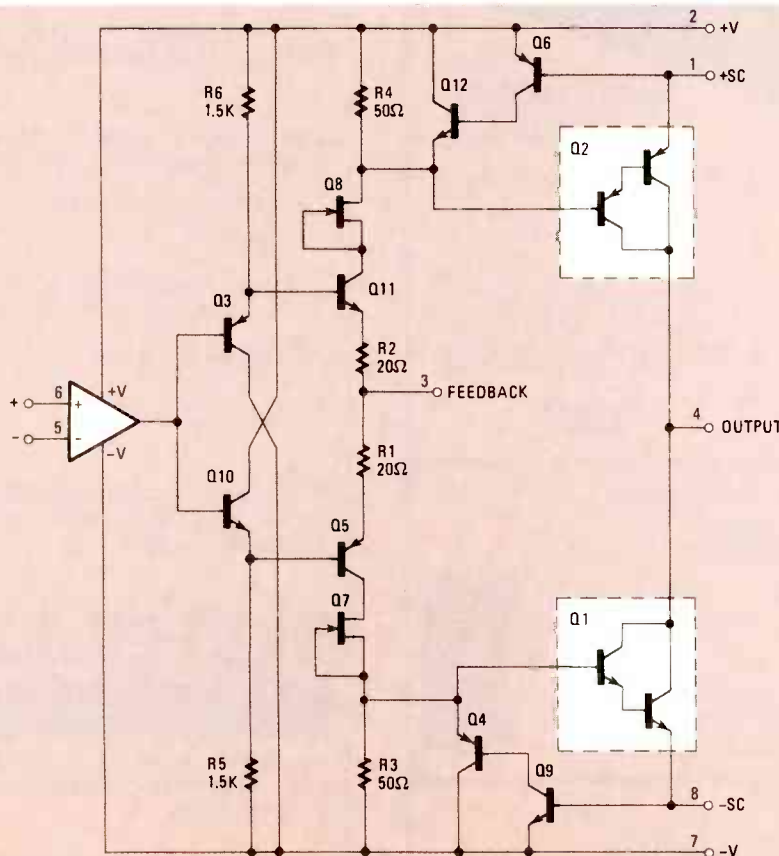 2
+V
Q6
1
+SC
Q12
R6
1.5K
R4
50Ω
Q2
Q8
Q11
Q3
R2
20Ω
3
FEEDBACK
+
6
+
+V
-
5
-
-V
4
OUTPUT
R1
20Ω
Q10
Q5
Q7
Q1
Q4
R5
1.5K
R3
50Ω
Q9
8
-SC
7
-V